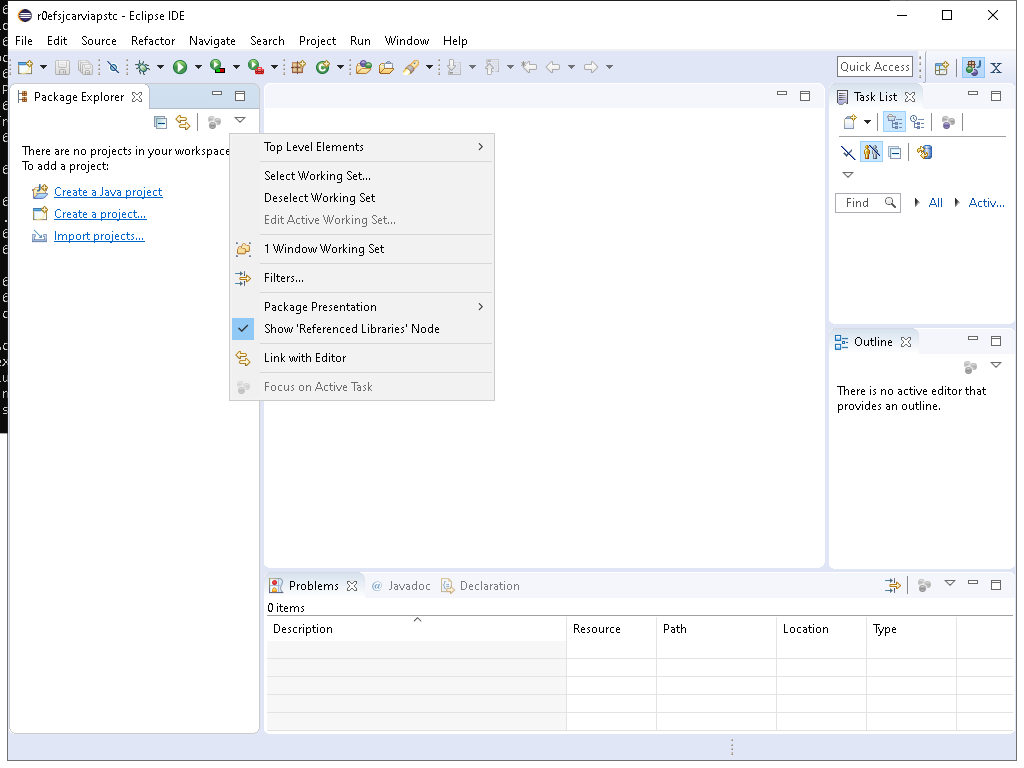 r0efsjcarviapstc - Eclipse IDE
File Edit Source Refactor Navigate Search Project Run Window Help
Quick Access
Package Explorer
There are no projects in your workspace
To add a project:
Create a Java project
Create a project...
Import projects...
Top Level Elements
Select Working Set...
Deselect Working Set
Edit Active Working Set...
1 Window Working Set
Filters...
Package Presentation
Show 'Referenced Libraries' Node
Link with Editor
Focus on Active Task
Task List
Find All Activ...
Outline
There is no active editor that
provides an outline.
Problems @ Javadoc Declaration
0 items
Description Resource Path Location Type